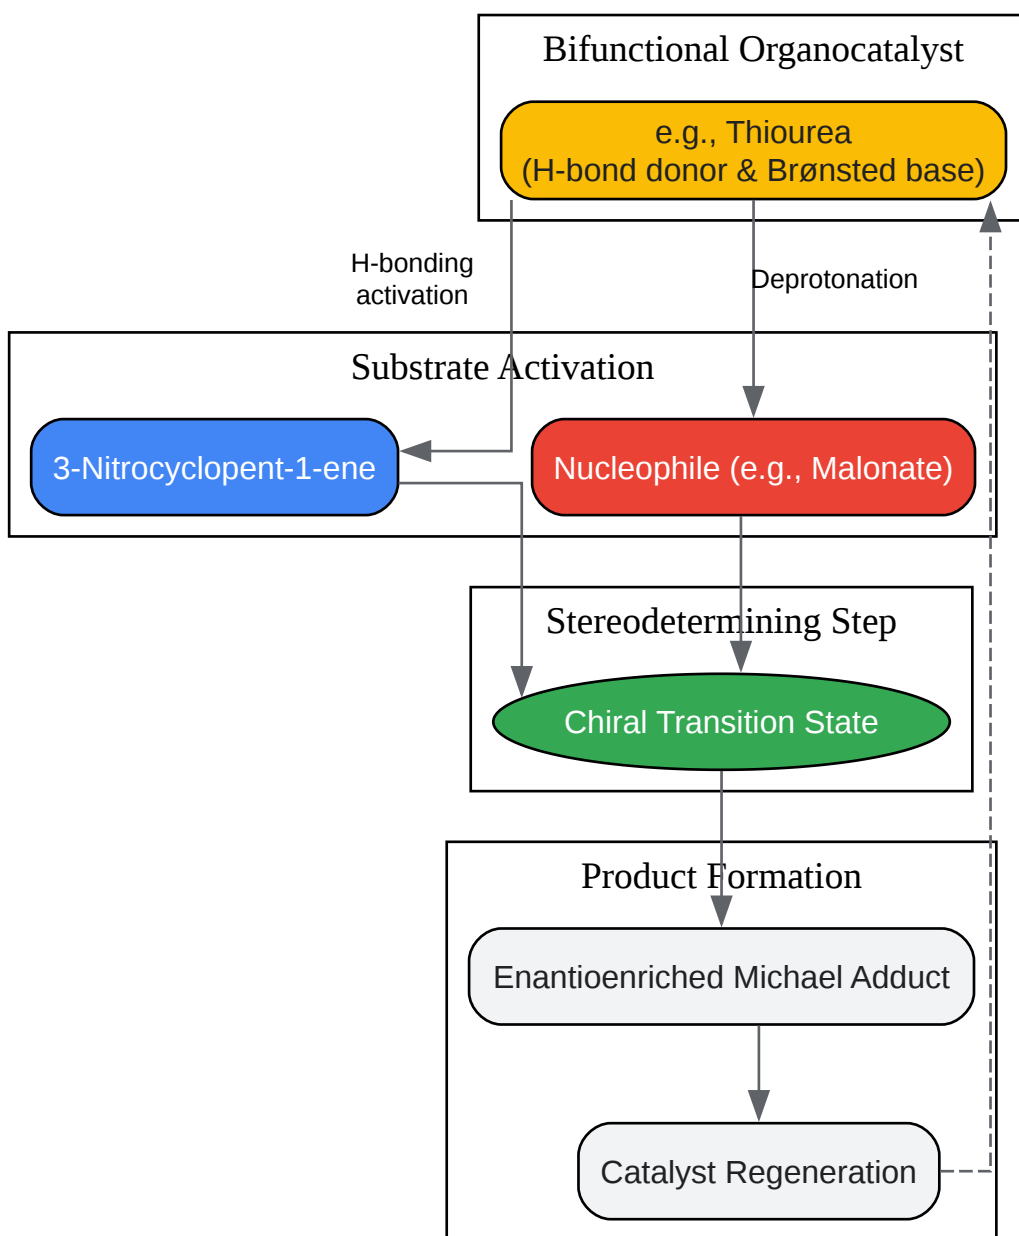 Bifunctional Organocatalyst
e.g., Thiourea
(H-bond donor & Brønsted base)
H-bonding
activation
Deprotonation
Substrate Activation
3-Nitrocyclopent-1-ene
Nucleophile (e.g., Malonate)
Stereodetermining Step
Chiral Transition State
Product Formation
Enantioenriched Michael Adduct
Catalyst Regeneration